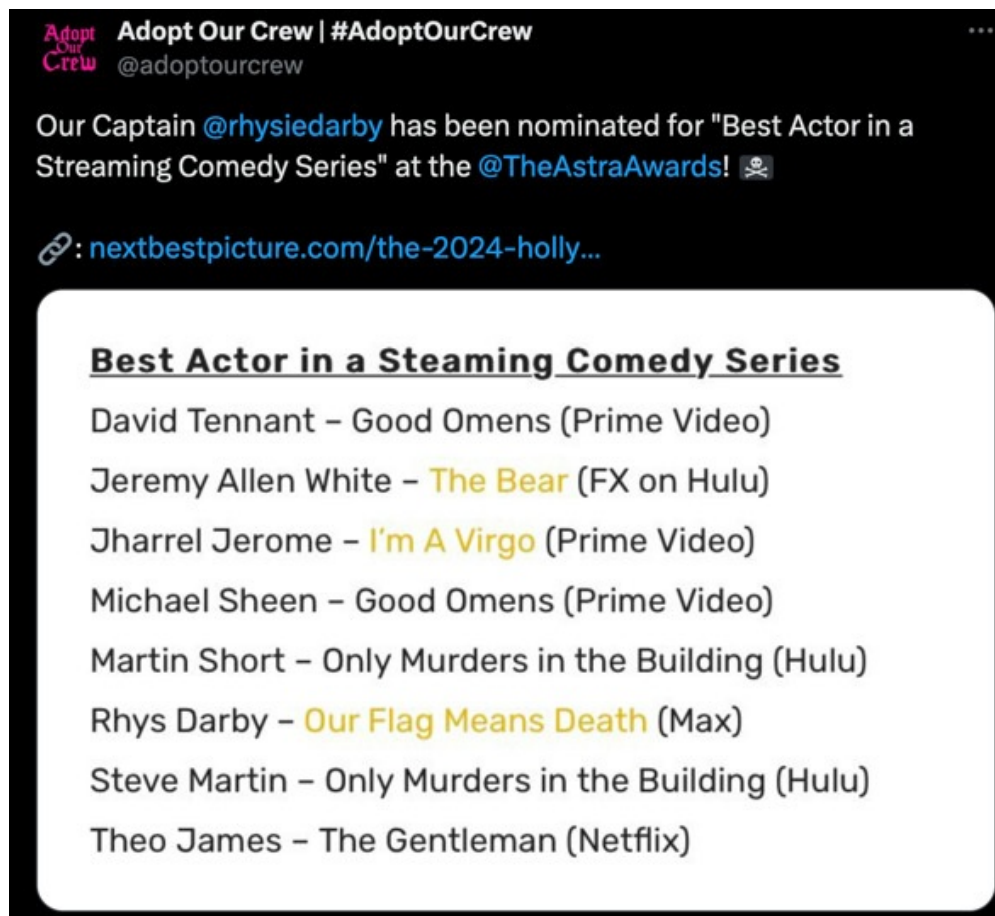 Adopt
Our
Crew
Adopt Our Crew | #AdoptOurCrew
@adoptourcrew
Our Captain @rhysiedarby has been nominated for "Best Actor in a
Streaming Comedy Series" at the @TheAstraAwards! ☠️
🔗: nextbestpicture.com/the-2024-holly...
Best Actor in a Steaming Comedy Series
David Tennant – Good Omens (Prime Video)
Jeremy Allen White – The Bear (FX on Hulu)
Jharrel Jerome – I’m A Virgo (Prime Video)
Michael Sheen – Good Omens (Prime Video)
Martin Short – Only Murders in the Building (Hulu)
Rhys Darby – Our Flag Means Death (Max)
Steve Martin – Only Murders in the Building (Hulu)
Theo James – The Gentleman (Netflix)